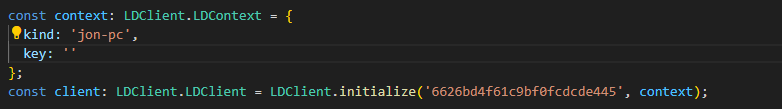 const context: LDClient.LDContext = {
  kind: 'jon-pc',
  key: ''
};
const client: LDClient.LDClient = LDClient.initialize('6626bd4f61c9bf0fcdcde445', context);